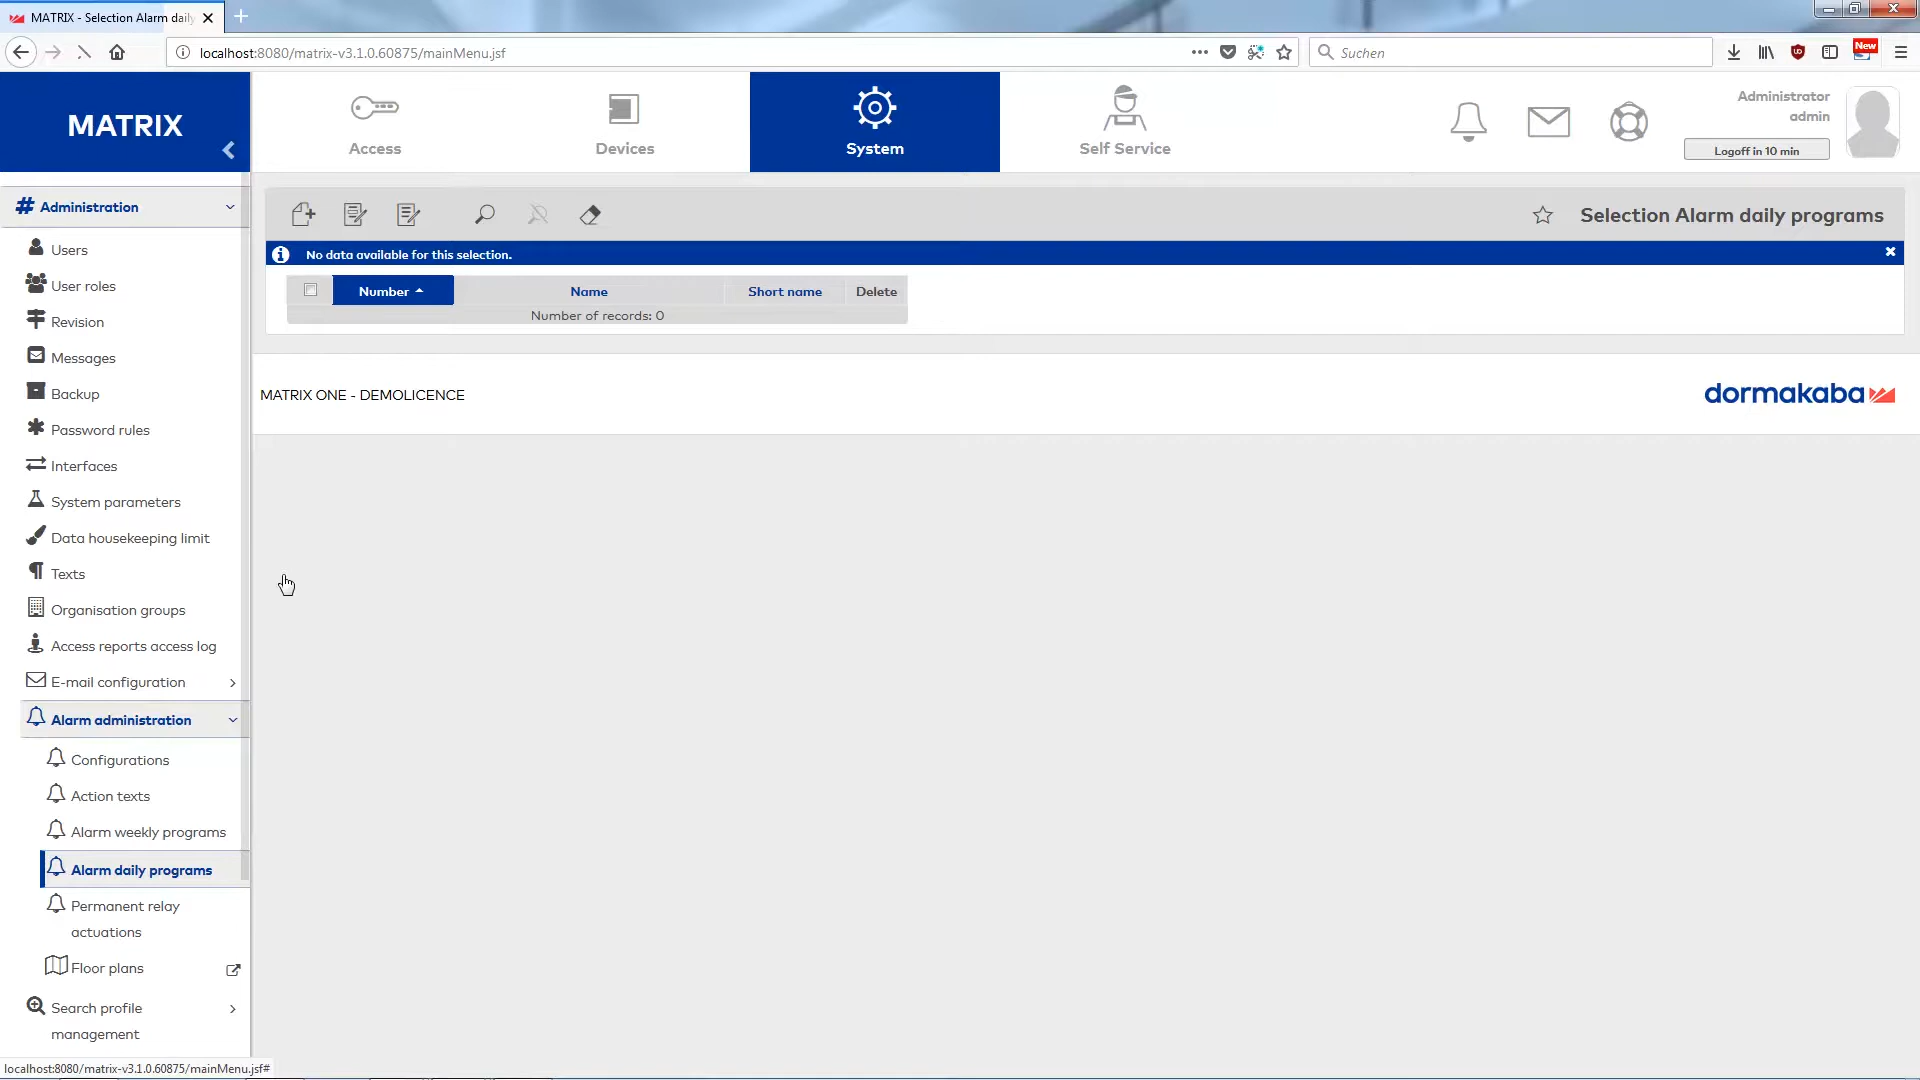 MATRIX - Selection Alarm daily
localhost:8080/matrix-v3.1.0.60875/mainMenu.jsf
Suchen
New
MATRIX
Access
Devices
System
Self Service
Administrator
admin
Logoff in 10 min
Administration
Users
User roles
Revision
Messages
Backup
Password rules
Interfaces
System parameters
Data housekeeping limit
Texts
Organisation groups
Access reports access log
E-mail configuration
Alarm administration
Configurations
Action texts
Alarm weekly programs
Alarm daily programs
Permanent relay
actuations
Floor plans
Search profile
management
Selection Alarm daily programs
No data available for this selection.
Number Name Short name Delete
Number of records: 0
MATRIX ONE - DEMOLICENCE
dormakaba
localhost:8080/matrix-v3.1.0.60875/mainMenu.jsf#